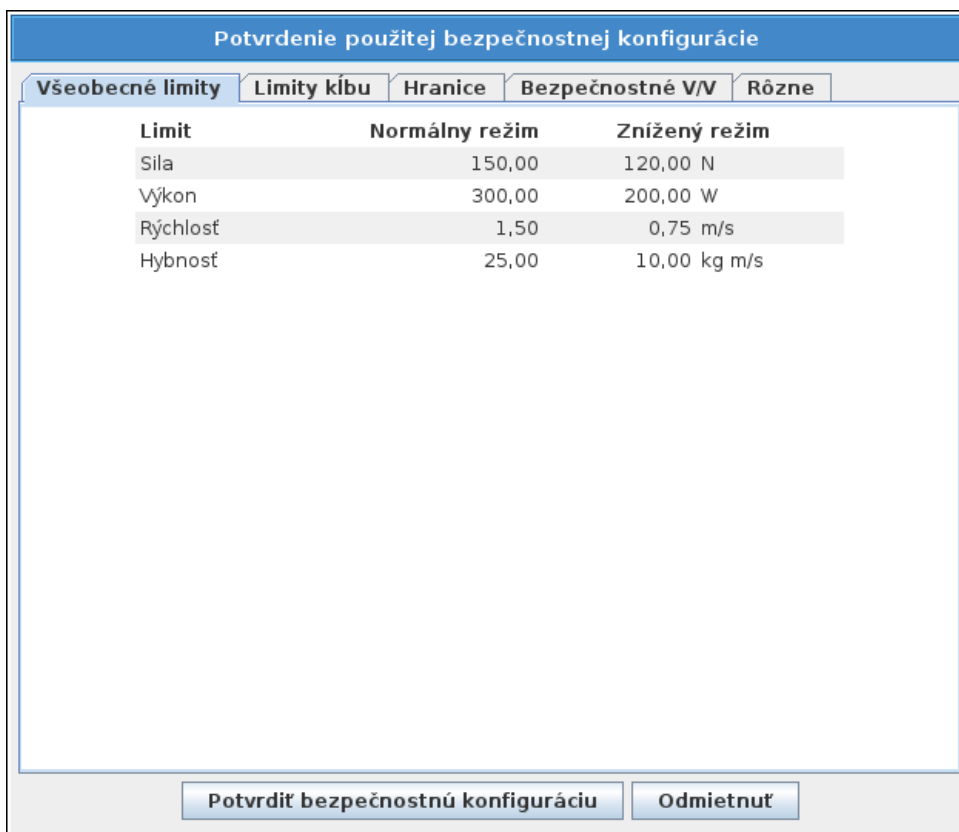 Potvrdenie použitej bezpečnostnej konfigurácie
Všeobecné limity Limity kĺbu Hranice Bezpečnostné V/V Rôzne
Limit Normálny režim Znížený režim
Sila 150,00 120,00 N
Výkon 300,00 200,00 W
Rýchlosť 1,50 0,75 m/s
Hybnosť 25,00 10,00 kg m/s
Potvrdiť bezpečnostnú konfiguráciu Odmietnuť